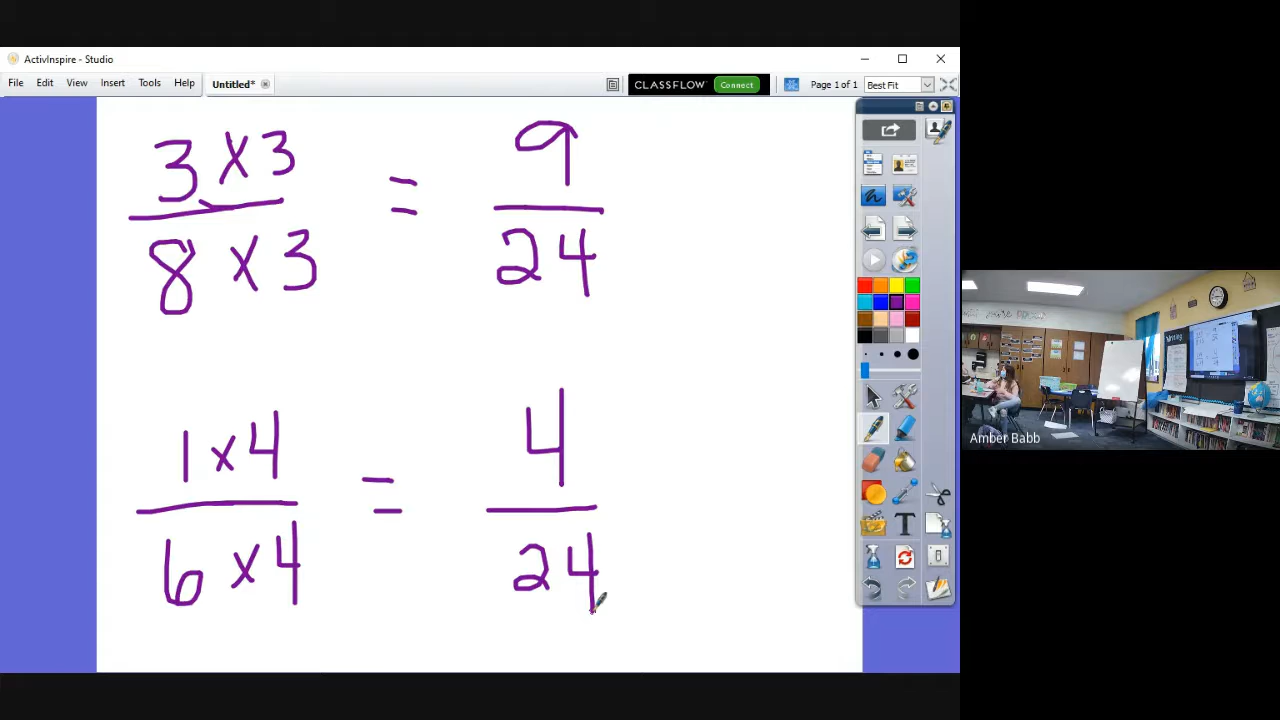 ActivInspire - Studio
File Edit View Insert Tools Help
Untitled*
CLASSFLOW Connect
Page 1 of 1
Best Fit
3 x 3 = 9
8 x 3 24
1 x 4 = 4
6 x 4 24
T
Writing
Amber Babb